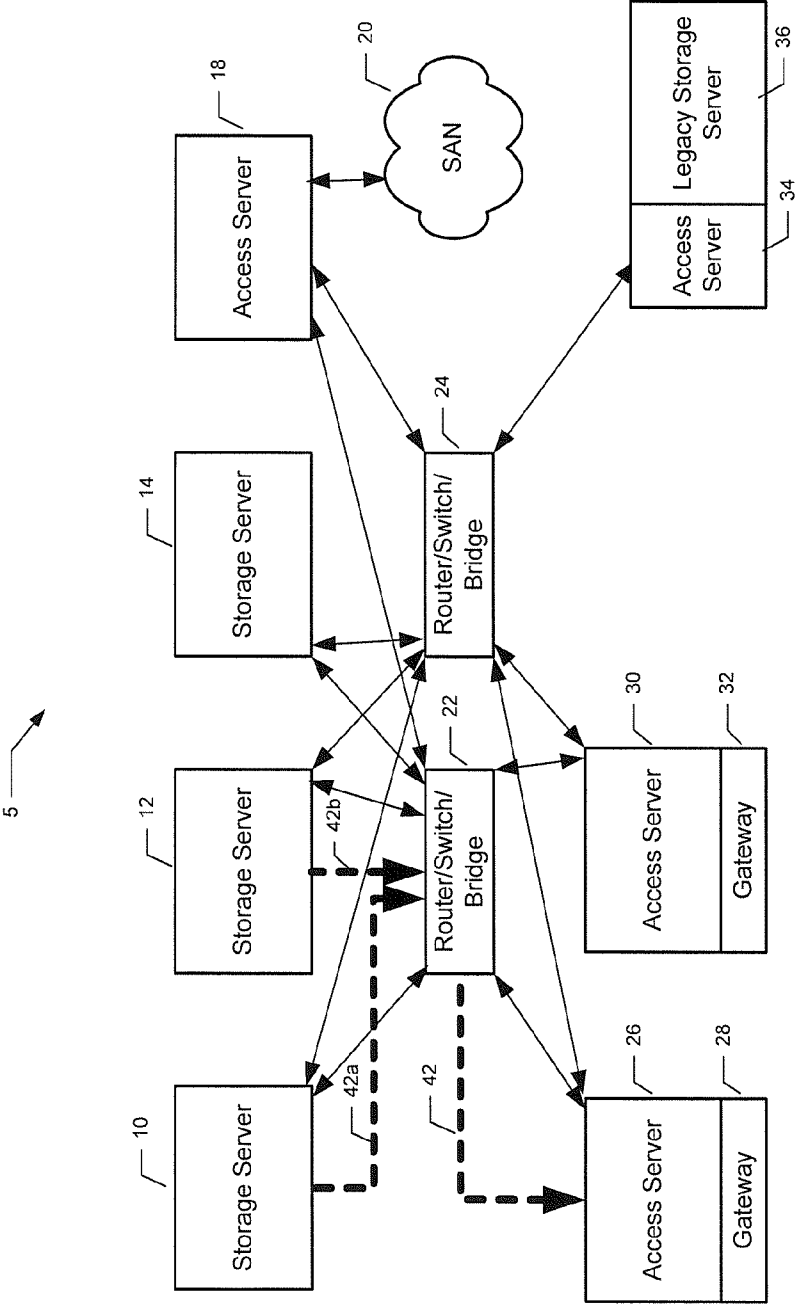 5
10
12
14
18
Storage Server
Storage Server
Storage Server
Access Server
20
SAN
42a
42b
22
24
Router/Switch/
Bridge
Router/Switch/
Bridge
42
26
30
Access Server
Access Server
28
32
Gateway
Gateway
Access
Server
Legacy Storage
Server
34
36